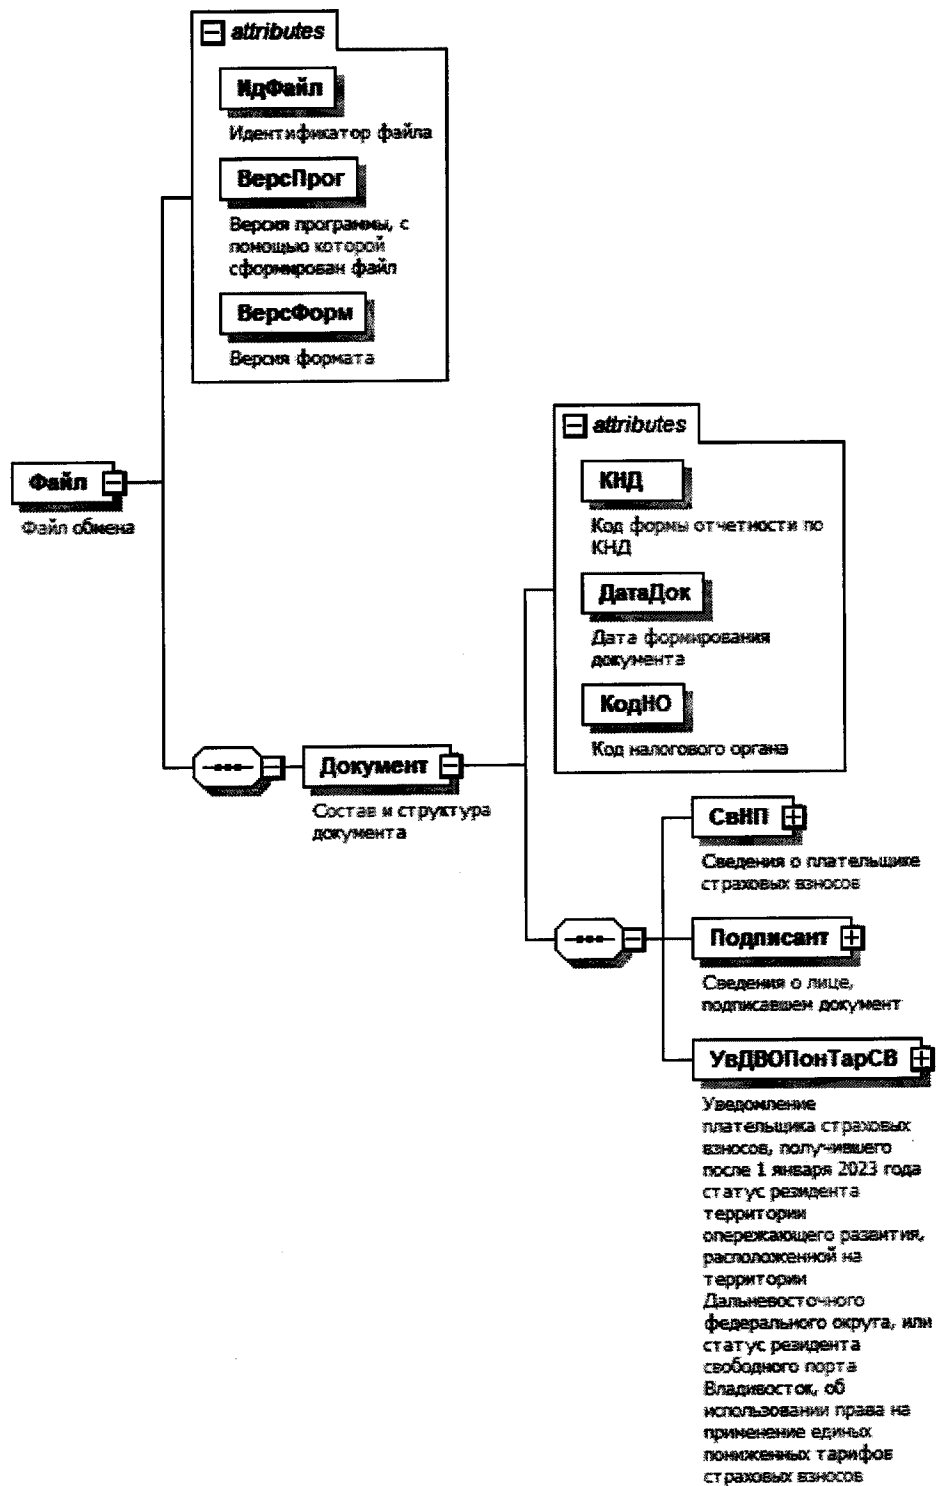 attributes
ИдФайл
Идентификатор файла
ВерсПрог
Версия программы, с
помощью которой
сформирован файл
ВерсФорм
Версия формата
Файл
Файл обмена
attributes
КНД
Код формы отчетности по
КНД
ДатаДок
Дата формирования
документа
КодНО
Код налогового органа
Документ
Состав и структура
документа
СвНП
Сведения о плательщике
страховых взносов
Подписант
Сведения о лице,
подписавшем документ
УвДВОПонТарСВ
Уведомление
плательщика страховых
взносов, получившего
после 1 января 2023 года
статус резидента
территории
опережающего развития,
расположенной на
территории
Дальневосточного
федерального округа, или
статус резидента
свободного порта
Владивосток, об
использовании права на
применение единых
пониженных тарифов
страховых взносов